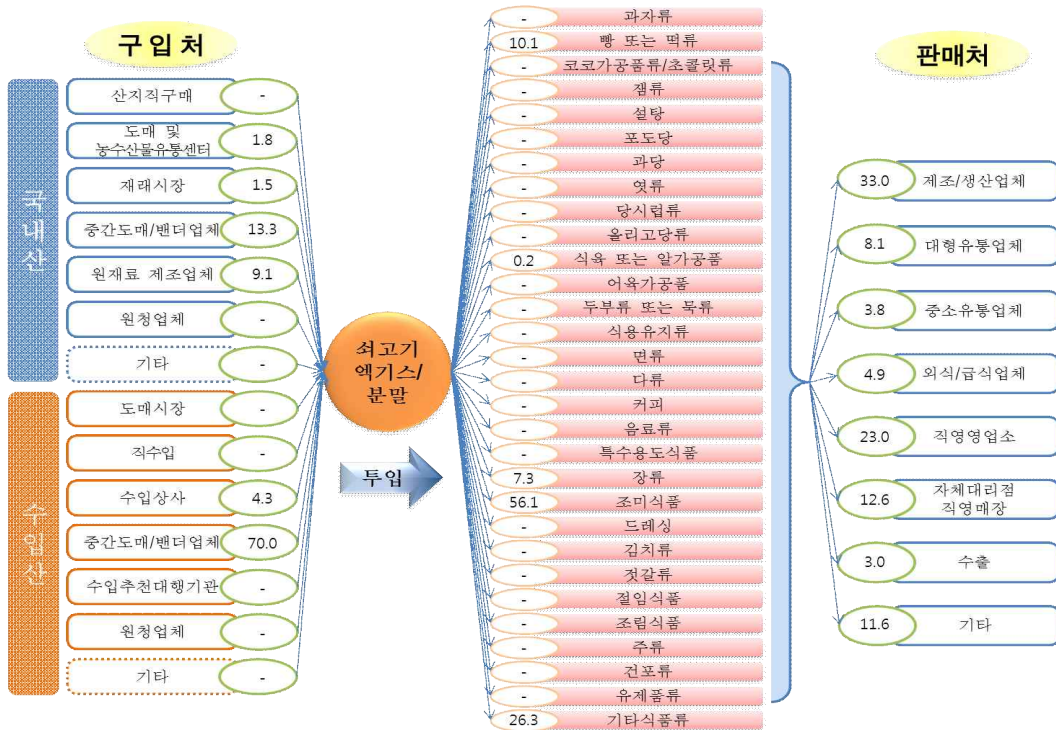 구입처
국내산
산지직구매
-
도매 및
농수산물유통센터
1.8
재래시장
1.5
중간도매/밴더업체
13.3
원재료 제조업체
9.1
원청업체
-
기타
-
수입산
도매시장
-
직수입
-
수입상사
4.3
중간도매/밴더업체
70.0
수입추천대행기관
-
원청업체
-
기타
-
쇠고기
엑기스/
분말
투입
-
과자류
10.1
빵 또는 떡류
-
코코가공품류/초콜릿류
-
잼류
-
설탕
-
포도당
-
과당
-
엿류
-
당시럽류
-
올리고당류
0.2
식육 또는 알가공품
-
어육가공품
-
두부류 또는 묵류
-
식용유지류
-
면류
-
다류
-
커피
-
음료류
-
특수용도식품
7.3
장류
56.1
조미식품
-
드레싱
-
김치류
-
젓갈류
-
절임식품
-
조림식품
-
주류
-
건포류
-
유제품류
26.3
기타식품류
판매처
33.0
제조/생산업체
8.1
대형유통업체
3.8
중소유통업체
4.9
외식/급식업체
23.0
직영영업소
12.6
자체대리점
직영매장
3.0
수출
11.6
기타